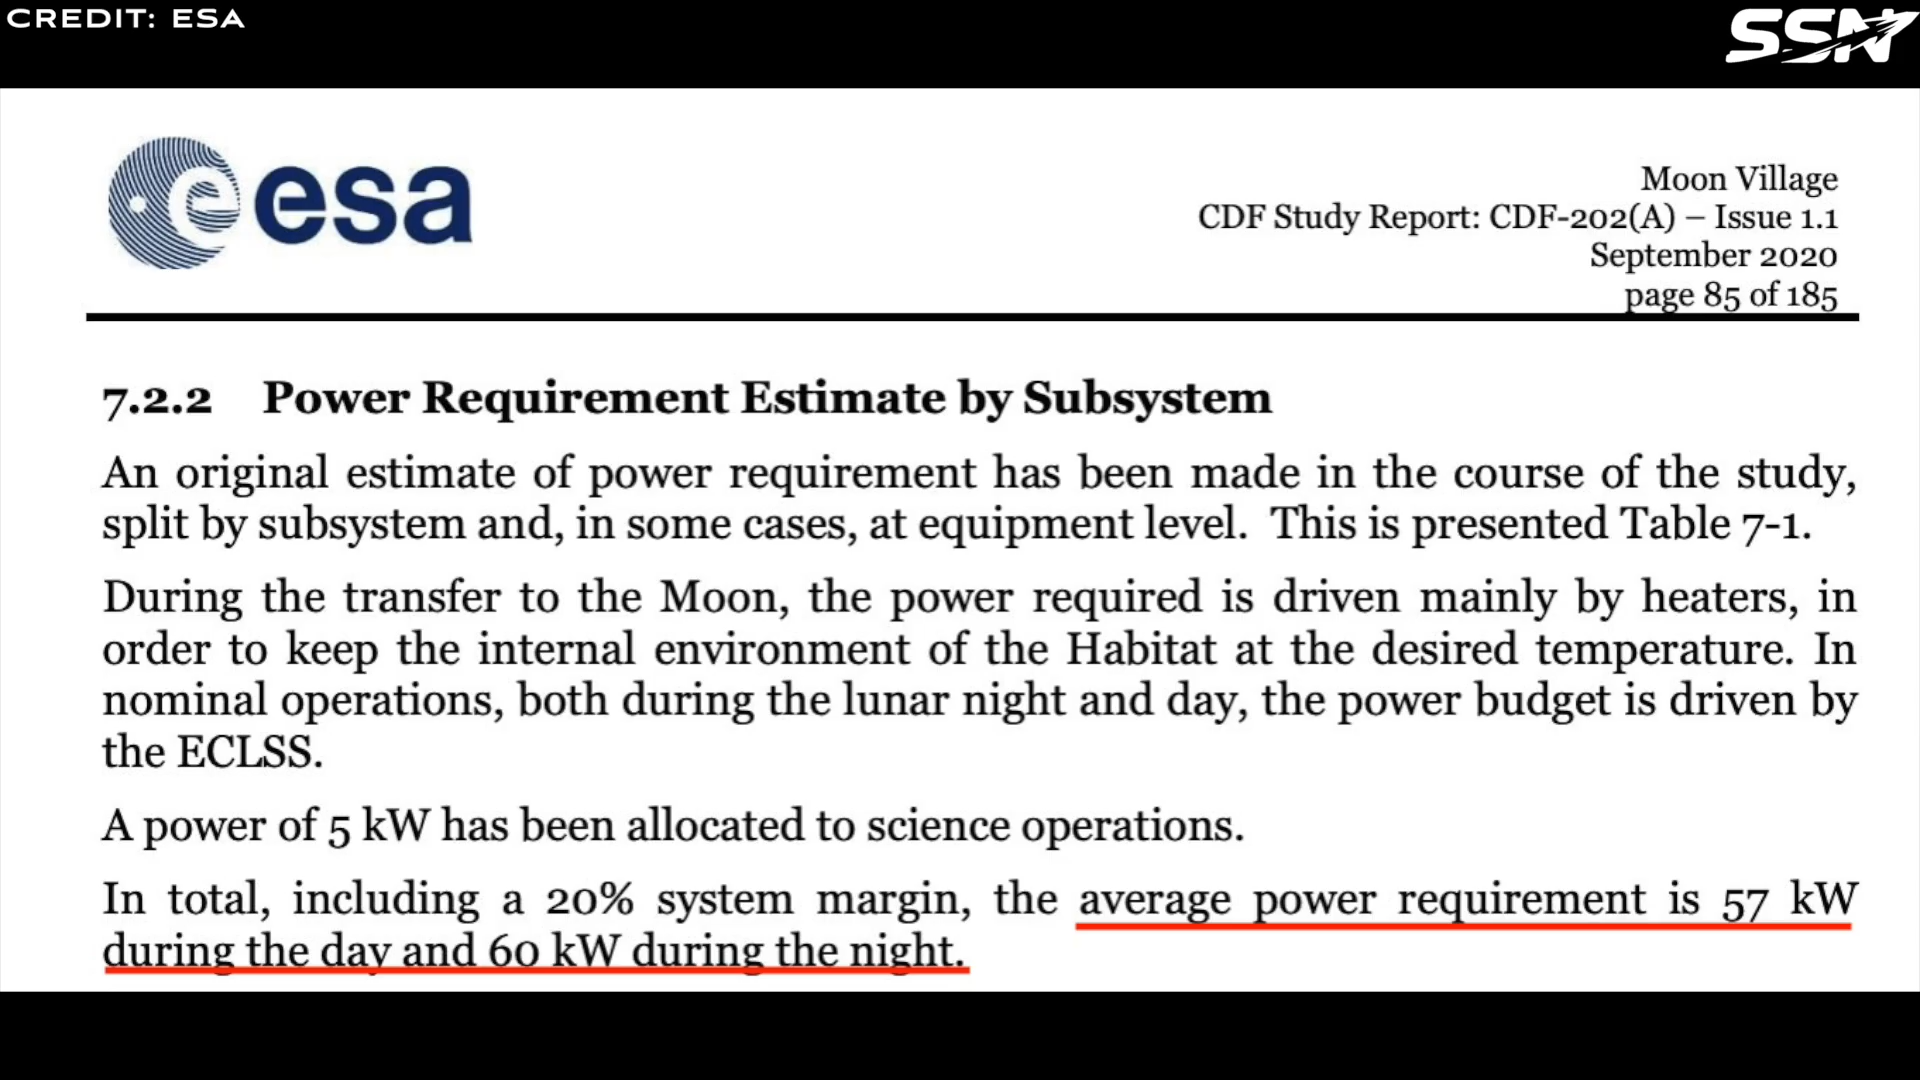 CREDIT: ESA
SSN
esa
Moon Village
CDF Study Report: CDF-202(A) – Issue 1.1
September 2020
page 85 of 185
7.2.2 Power Requirement Estimate by Subsystem
An original estimate of power requirement has been made in the course of the study,
split by subsystem and, in some cases, at equipment level. This is presented Table 7-1.
During the transfer to the Moon, the power required is driven mainly by heaters, in
order to keep the internal environment of the Habitat at the desired temperature. In
nominal operations, both during the lunar night and day, the power budget is driven by
the ECLSS.
A power of 5 kW has been allocated to science operations.
In total, including a 20% system margin, the average power requirement is 57 kW
during the day and 60 kW during the night.